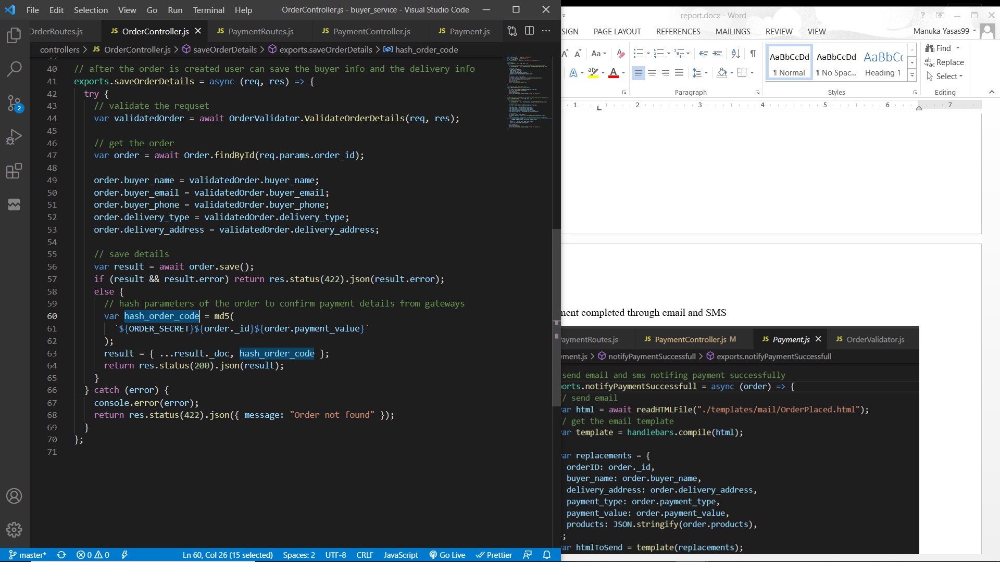 File Edit Selection View Go Run Terminal Help OrderController.js - buyer_service - Visual Studio Code
OrderRoutes.js JS OrderController.js JS PaymentRoutes.js JS PaymentController.js JS Payment.js
controllers > JS OrderController.js > saveOrderDetails > exports.saveOrderDetails > hash_order_code
39
40 // after the order is created user can save the buyer info and the delivery info
41 exports.saveOrderDetails = async (req, res) => {
42 try {
43 // validate the requset
44 var validatedOrder = await OrderValidator.ValidateOrderDetails(req, res);
45
46 // get the order
47 var order = await Order.findById(req.params.order_id);
48
49 order.buyer_name = validatedOrder.buyer_name;
50 order.buyer_email = validatedOrder.buyer_email;
51 order.buyer_phone = validatedOrder.buyer_phone;
52 order.delivery_type = validatedOrder.delivery_type;
53 order.delivery_address = validatedOrder.delivery_address;
54
55 // save details
56 var result = await order.save();
57 if (result && result.error) return res.status(422).json(result.error);
58 else {
59 // hash parameters of the order to confirm payment details from gateways
60 var hash_order_code = md5(
61 `${ORDER_SECRET}${order._id}${order.payment_value}`
62 );
63 result = { ...result._doc, hash_order_code };
64 return res.status(200).json(result);
65 }
66 } catch (error) {
67 console.error(error);
68 return res.status(422).json({ message: "Order not found" });
69 }
70 };
71
2
master* 0 0 Ln 60, Col 26 (15 selected) Spaces: 2 UTF-8 CRLF JavaScript Go Live Prettier
report.docx - Word
SIGN PAGE LAYOUT REFERENCES MAILINGS REVIEW VIEW Manuka Yasas99
Aa Find
AaBbCcDd AaBbCcDd AaBbCc Replace
¶ Normal ¶ No Spac... Heading 1 Select
Paragraph Styles Editing
1 2 3 4 5 6 7
ment completed through email and SMS
aymentRoutes.js JS PaymentController.js M JS Payment.js JS OrderValidator.js
yment.js > notifyPaymentSuccessfull > exports.notifyPaymentSuccessfull
send email and sms notifing payment successfully
orts.notifyPaymentSuccessfull = async (order) => {
/ send email
ar html = await readHTMLFile("./templates/mail/OrderPlaced.html");
/ get the email template
ar template = handlebars.compile(html);
ar replacements = {
orderID: order._id,
buyer_name: order.buyer_name,
delivery_address: order.delivery_address,
payment_type: order.payment_type,
payment_value: order.payment_value,
products: JSON.stringify(order.products),
;
ar htmlToSend = template(replacements);